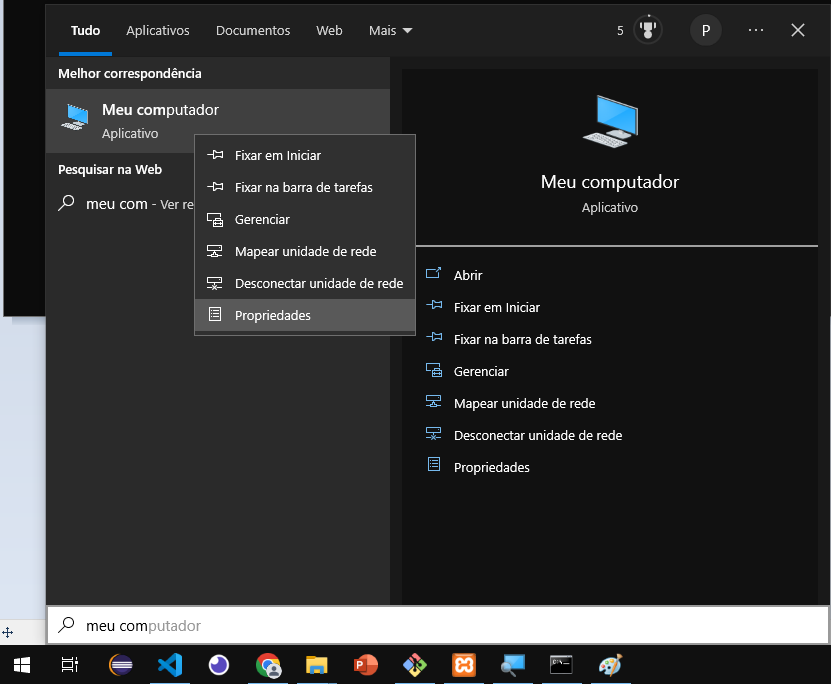 Tudo Aplicativos Documentos Web Mais 5 P ...
Melhor correspondência
Meu computador
Aplicativo
Pesquisar na Web
meu com - Ver re
Fixar em Iniciar
Fixar na barra de tarefas
Gerenciar
Mapear unidade de rede
Desconectar unidade de rede
Propriedades
Meu computador
Aplicativo
Abrir
Fixar em Iniciar
Fixar na barra de tarefas
Gerenciar
Mapear unidade de rede
Desconectar unidade de rede
Propriedades
meu computador